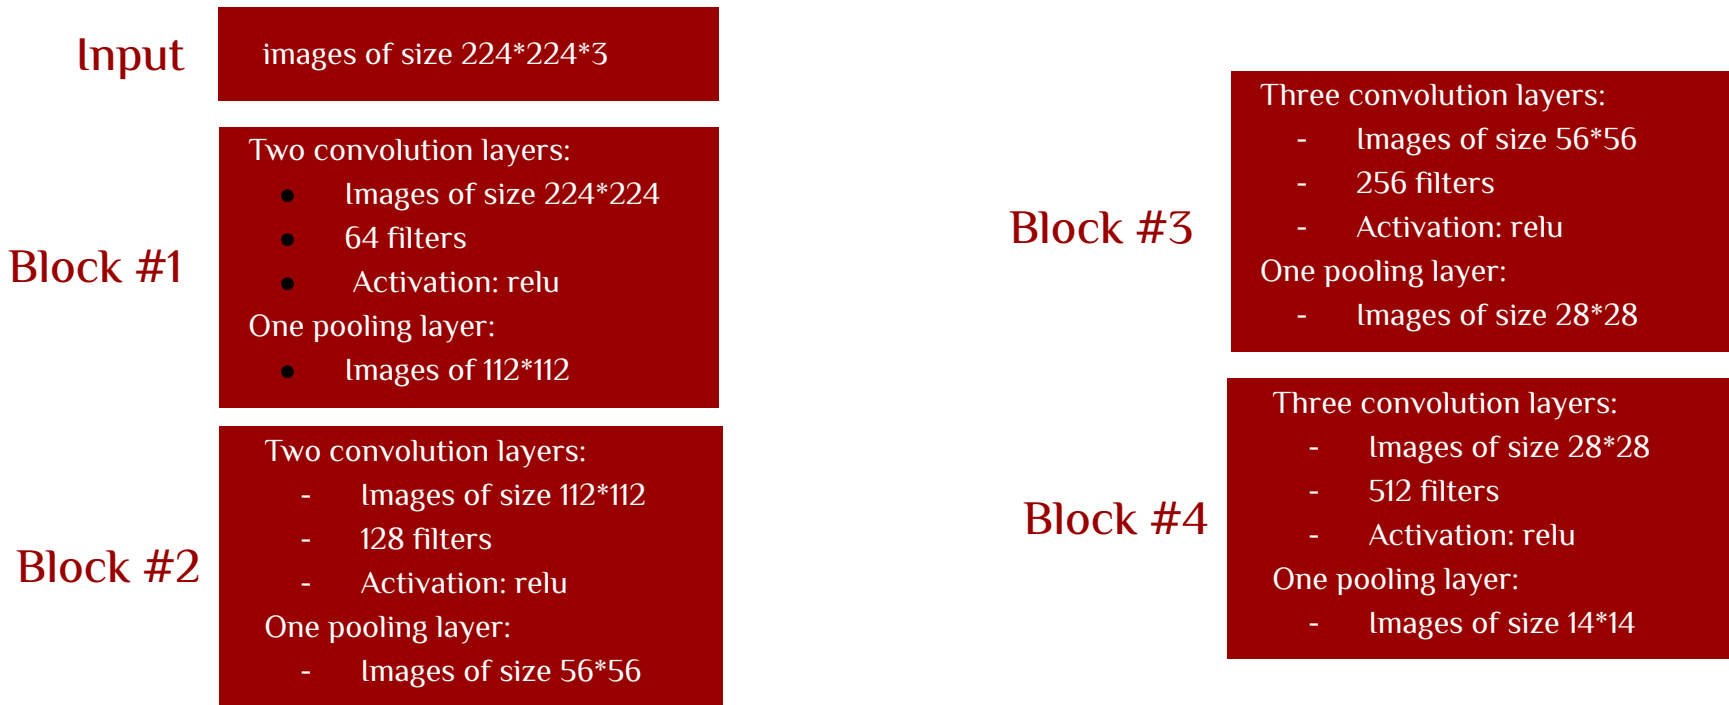 Input
images of size 224*224*3
Block #1
Two convolution layers:
● Images of size 224*224
● 64 filters
● Activation: relu
One pooling layer:
● Images of 112*112
Block #2
Two convolution layers:
- Images of size 112*112
- 128 filters
- Activation: relu
One pooling layer:
- Images of size 56*56
Block #3
Three convolution layers:
- Images of size 56*56
- 256 filters
- Activation: relu
One pooling layer:
- Images of size 28*28
Block #4
Three convolution layers:
- Images of size 28*28
- 512 filters
- Activation: relu
One pooling layer:
- Images of size 14*14